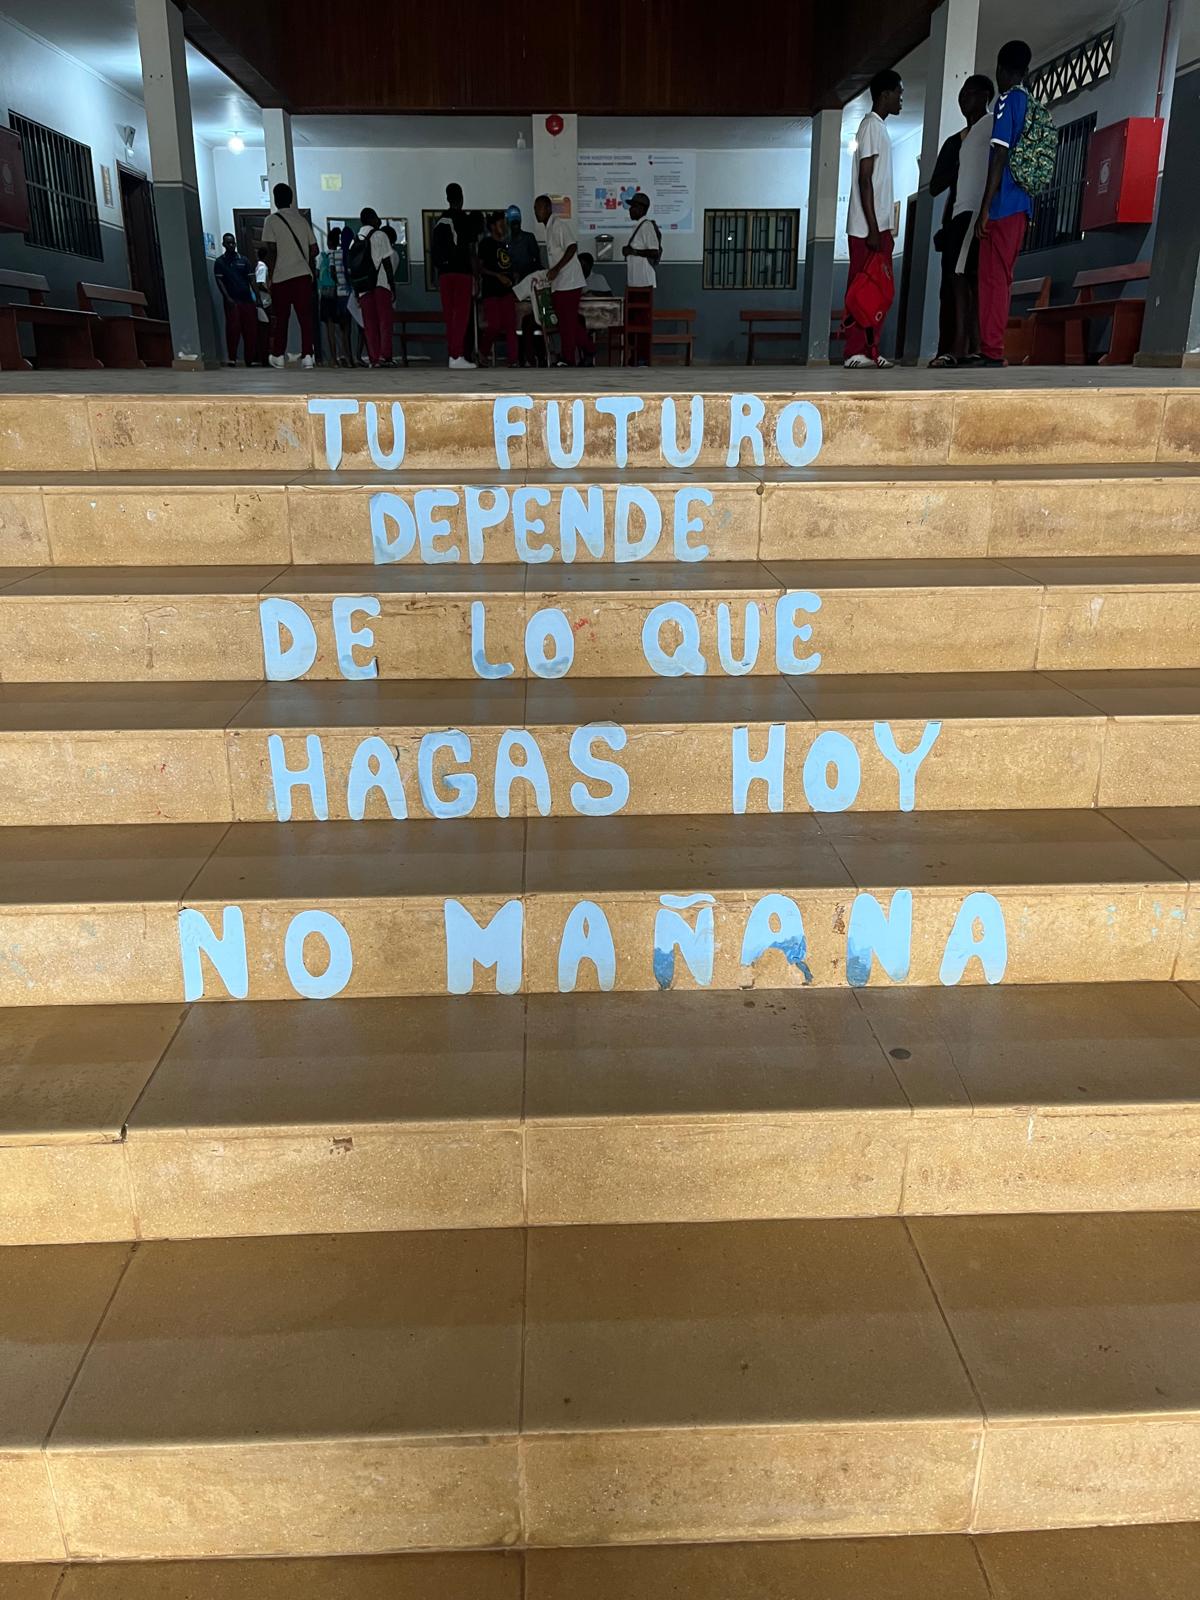 TU FUTURO
DEPENDE
DE LO QUE
HAGAS HOY
NO MAÑANA